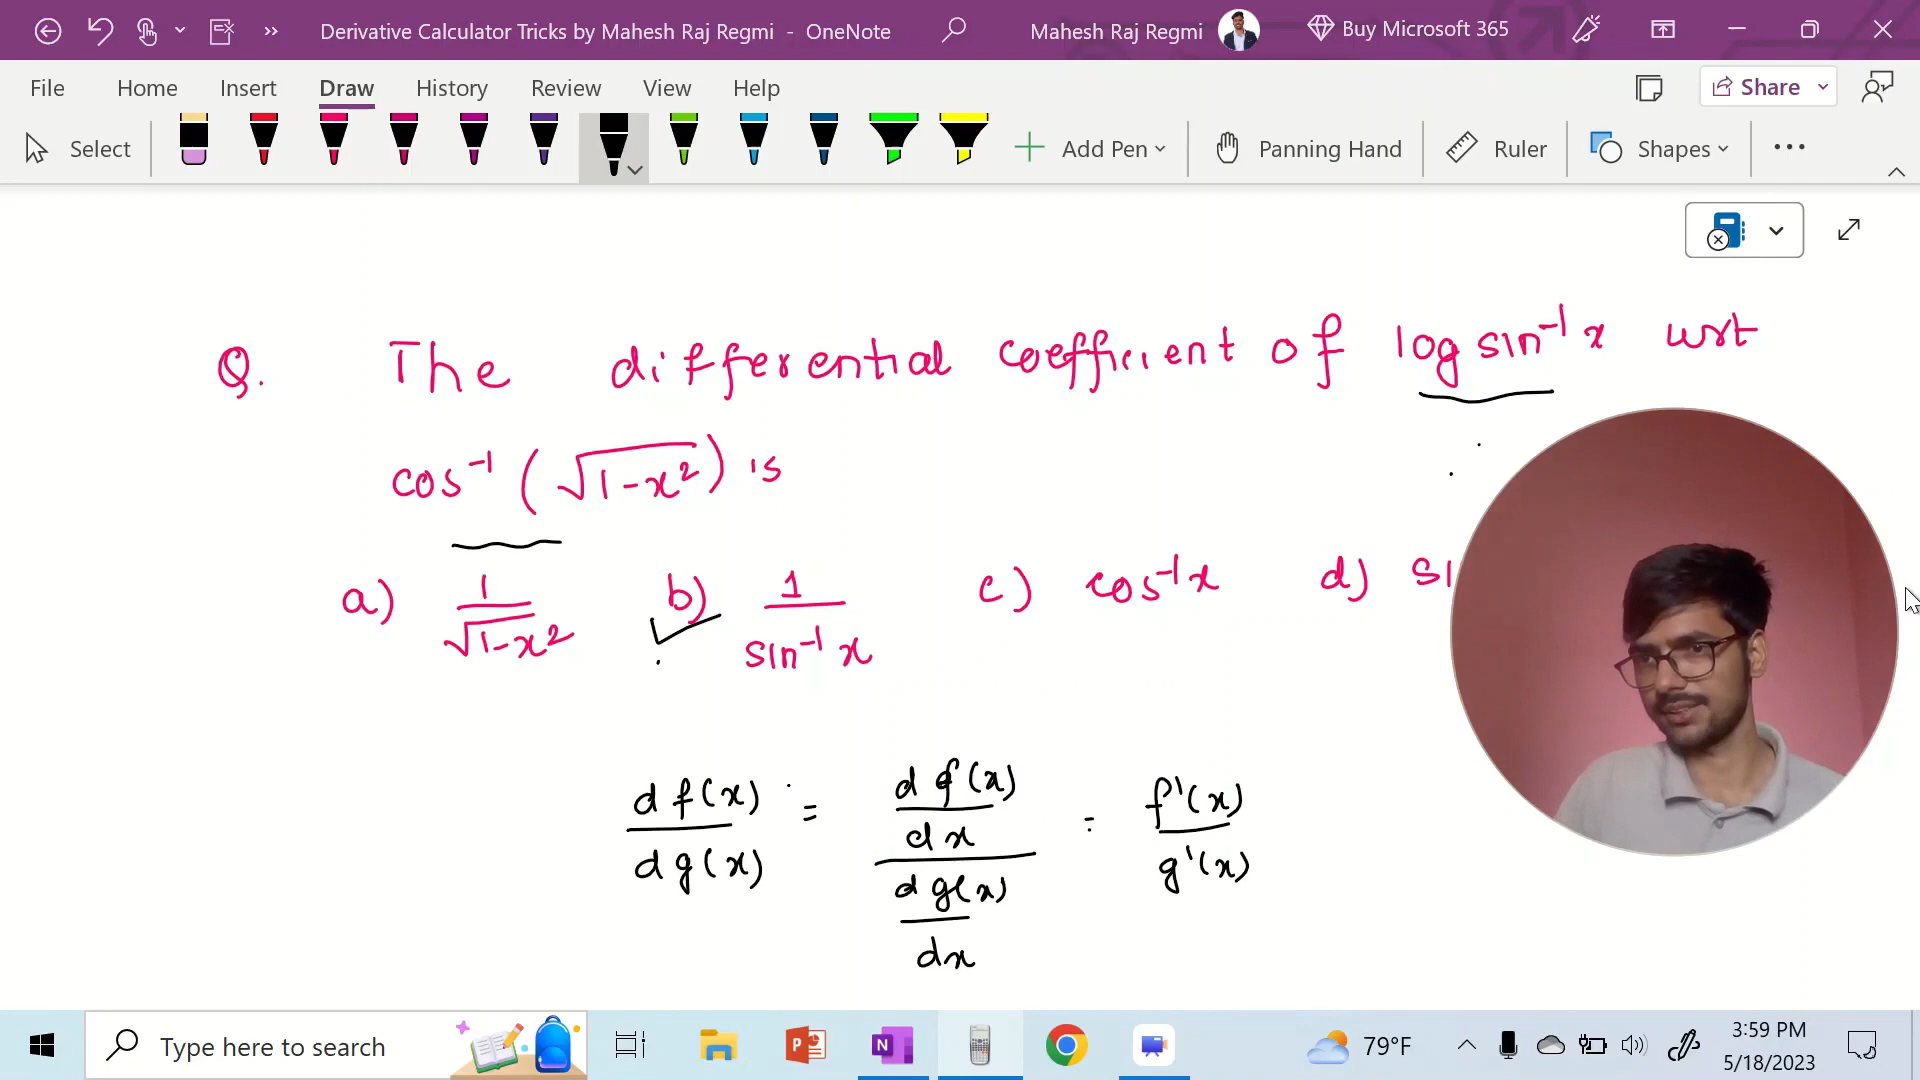 Derivative Calculator Tricks by Mahesh Raj Regmi - OneNote
Mahesh Raj Regmi
Buy Microsoft 365
File Home Insert Draw History Review View Help
Share
Select
Add Pen
Panning Hand
Ruler
Shapes
Q. The differential coefficient of log sin⁻¹ x wrt
cos⁻¹ (√(1-x²)) is
a) 1/√(1-x²) b) 1/sin⁻¹ x c) cos⁻¹x d) si
d f(x)/d g(x) = (d f(x)/dx)/(d g(x)/dx) = f'(x)/g'(x)
Type here to search
79°F
3:59 PM
5/18/2023